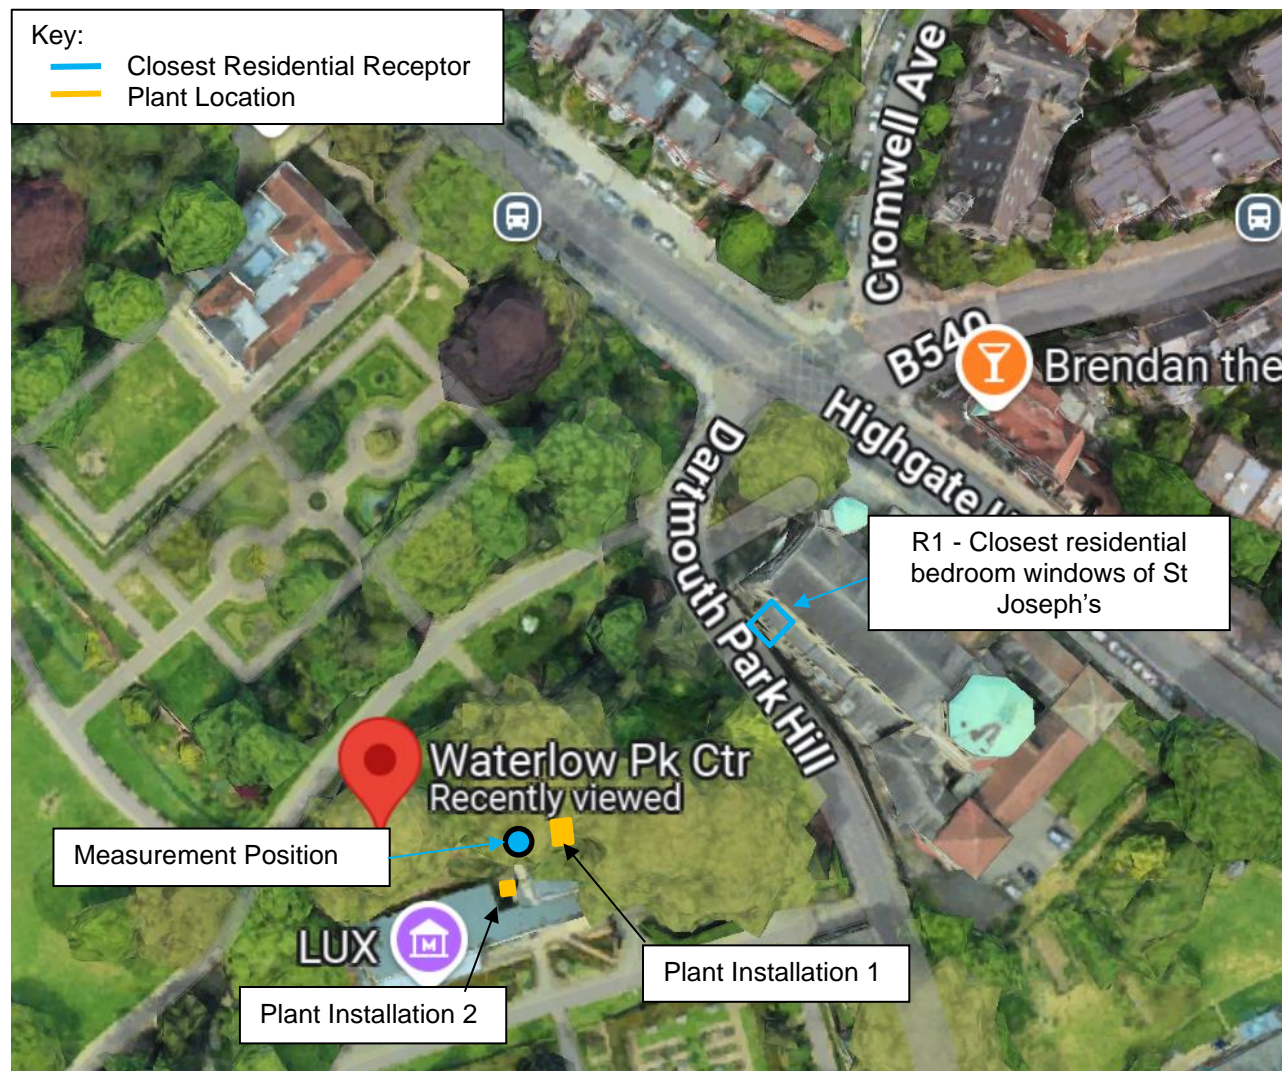 Key:
Closest Residential Receptor
Plant Location
Cromwell Ave
B540
Brendan the
Highgate
Dartmouth Park Hill
R1 - Closest residential
bedroom windows of St
Joseph's
Waterlow Pk Ctr
Recently viewed
Measurement Position
LUX
Plant Installation 1
Plant Installation 2